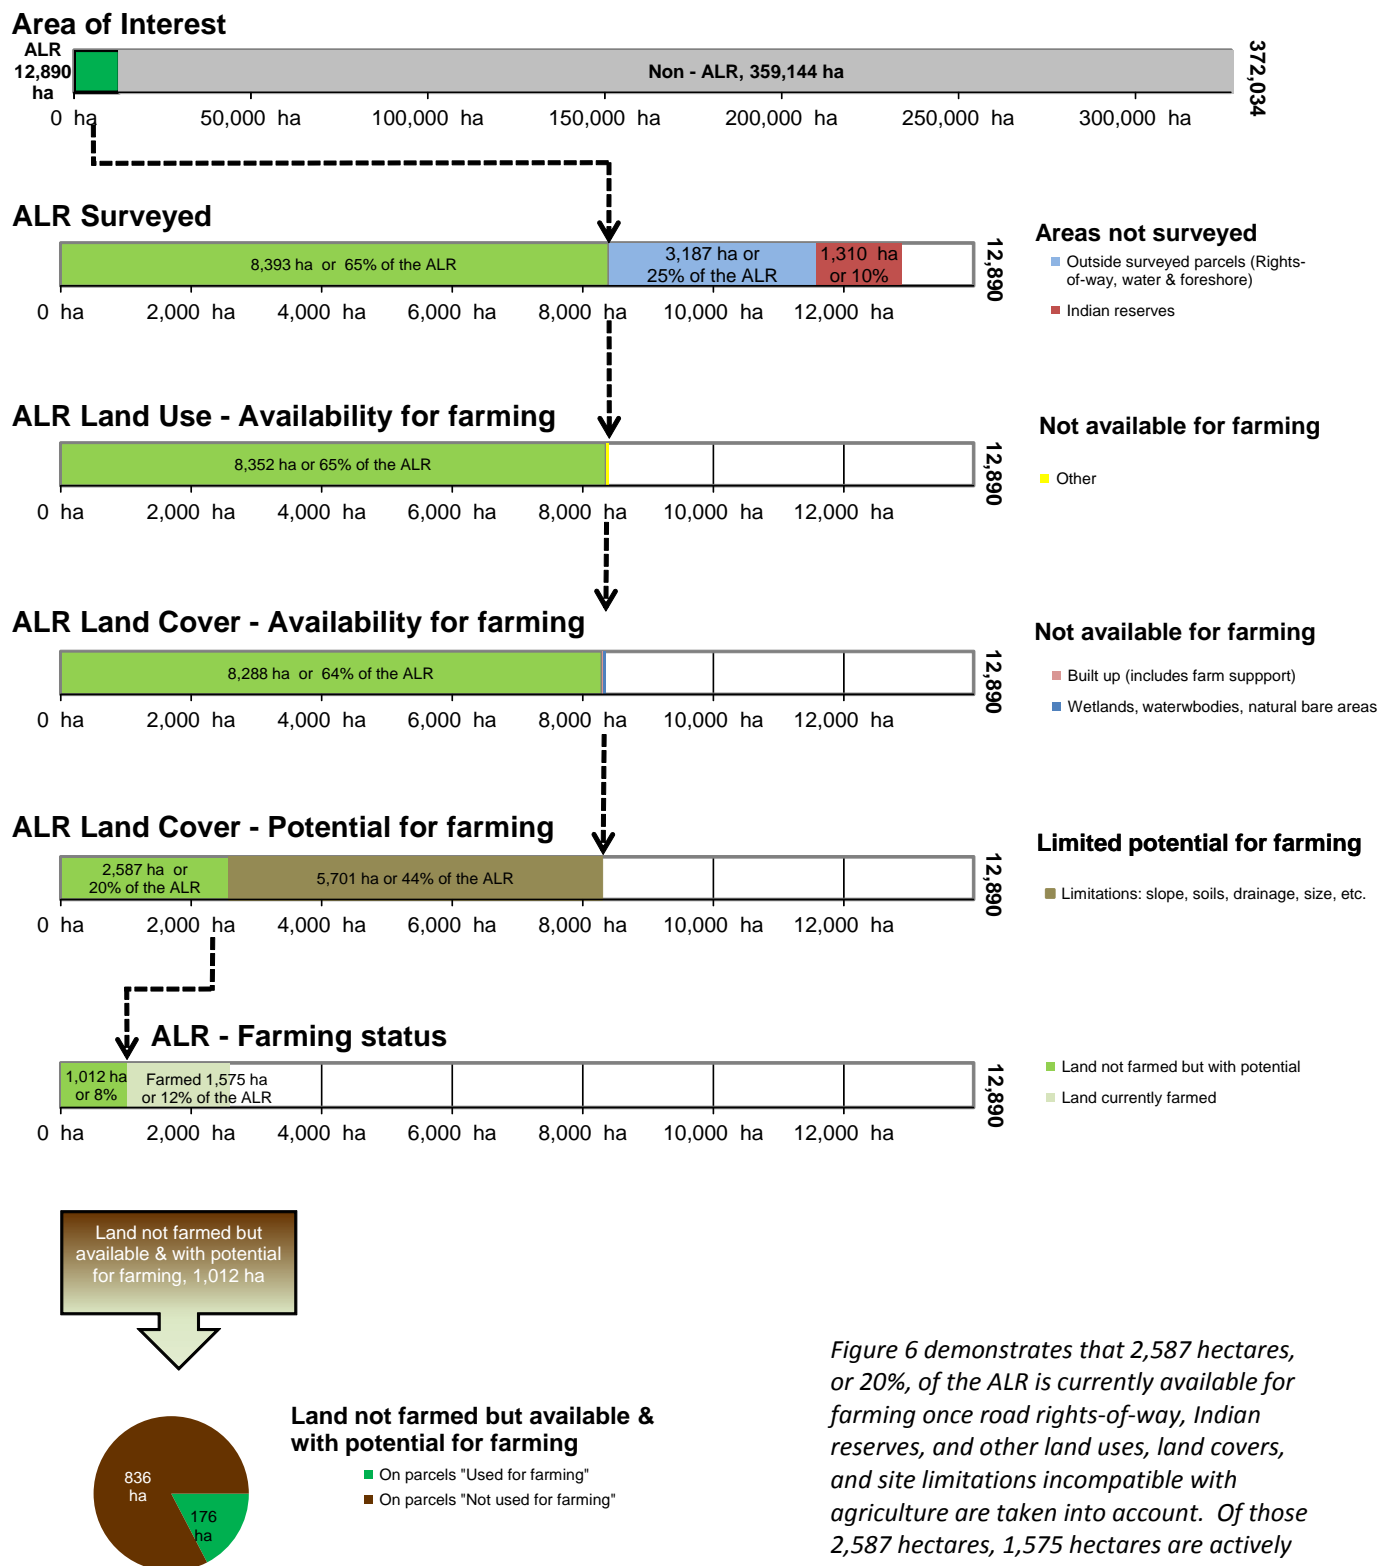 Area of Interest
ALR
12,890
ha
Non - ALR, 359,144 ha
372,034
0 ha 50,000 ha 100,000 ha 150,000 ha 200,000 ha 250,000 ha 300,000 ha
ALR Surveyed
8,393 ha or 65% of the ALR
3,187 ha or
25% of the ALR
1,310 ha
or 10%
12,890
0 ha 2,000 ha 4,000 ha 6,000 ha 8,000 ha 10,000 ha 12,000 ha
Areas not surveyed
Outside surveyed parcels (Rights-
of-way, water & foreshore)
Indian reserves
ALR Land Use - Availability for farming
8,352 ha or 65% of the ALR
12,890
0 ha 2,000 ha 4,000 ha 6,000 ha 8,000 ha 10,000 ha 12,000 ha
Not available for farming
Other
ALR Land Cover - Availability for farming
8,288 ha or 64% of the ALR
12,890
0 ha 2,000 ha 4,000 ha 6,000 ha 8,000 ha 10,000 ha 12,000 ha
Not available for farming
Built up (includes farm suppport)
Wetlands, waterwbodies, natural bare areas
ALR Land Cover - Potential for farming
2,587 ha or
20% of the ALR
5,701 ha or 44% of the ALR
12,890
0 ha 2,000 ha 4,000 ha 6,000 ha 8,000 ha 10,000 ha 12,000 ha
Limited potential for farming
Limitations: slope, soils, drainage, size, etc.
ALR - Farming status
1,012 ha
or 8%
Farmed 1,575 ha
or 12% of the ALR
12,890
0 ha 2,000 ha 4,000 ha 6,000 ha 8,000 ha 10,000 ha 12,000 ha
Land not farmed but with potential
Land currently farmed
Land not farmed but
available & with potential
for farming, 1,012 ha
836
ha
176
ha
Land not farmed but available &
with potential for farming
On parcels "Used for farming"
On parcels "Not used for farming"
Figure 6 demonstrates that 2,587 hectares,
or 20%, of the ALR is currently available for
farming once road rights-of-way, Indian
reserves, and other land uses, land covers,
and site limitations incompatible with
agriculture are taken into account. Of those
2,587 hectares, 1,575 hectares are actively